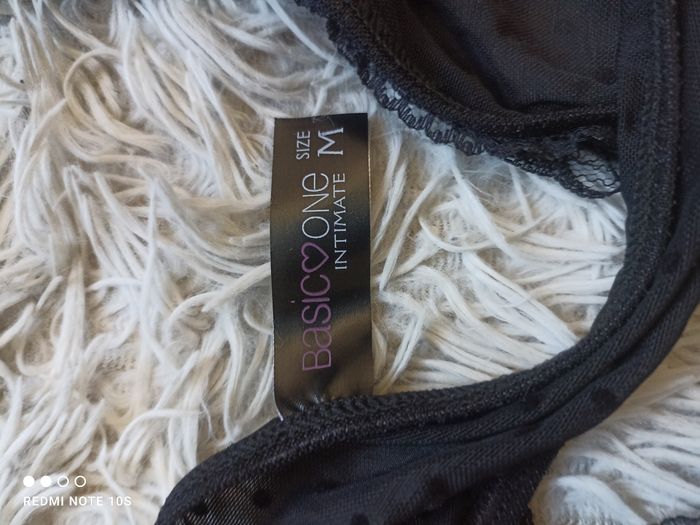 Basic♡ONe
INTIMATE
SIZE
M
REDMI NOTE 10S